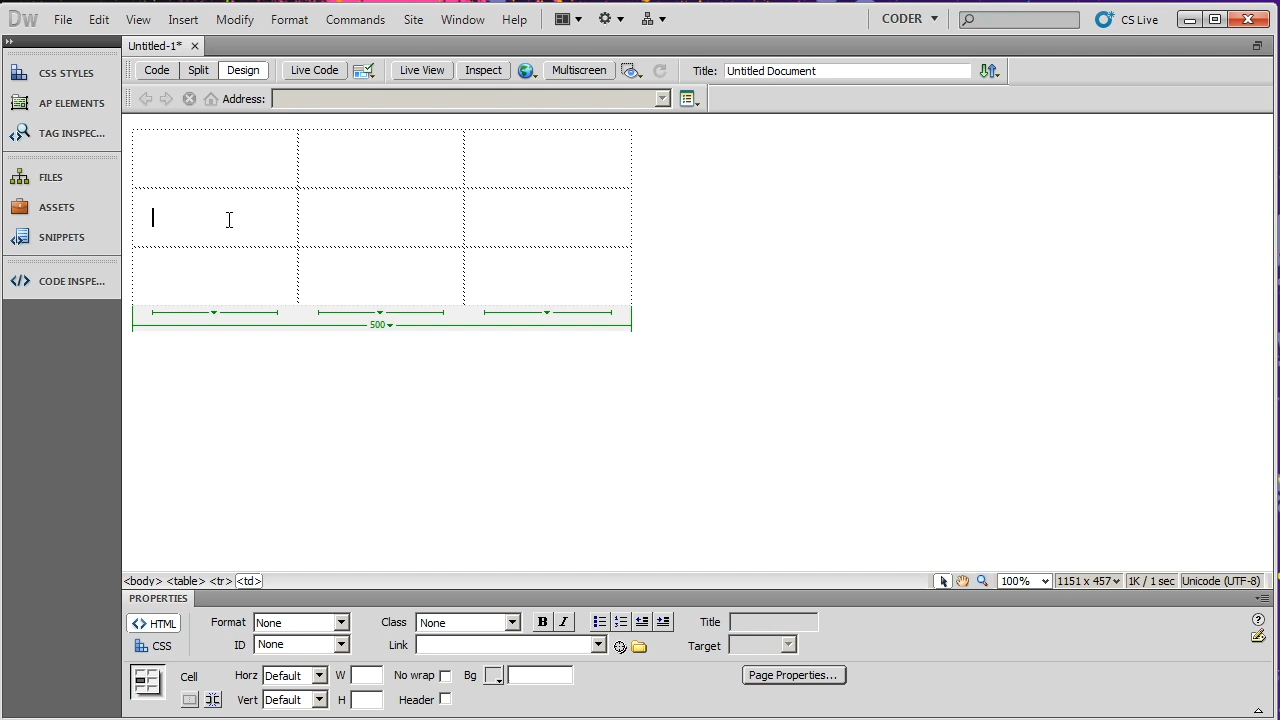 Dw File Edit View Insert Modify Format Commands Site Window Help CODER CS Live
Untitled-1*
CSS STYLES
AP ELEMENTS
TAG INSPEC...
FILES
ASSETS
SNIPPETS
CODE INSPE...
Code Split Design Live Code Live View Inspect Multiscreen Title: Untitled Document
Address:
500
<body> <table> <tr> <td> 100% 1151 x 457 1K / 1 sec Unicode (UTF-8)
PROPERTIES
HTML Format None Class None B I Title
CSS ID None Link Target
Cell Horz Default W No wrap Bg Page Properties...
Vert Default H Header